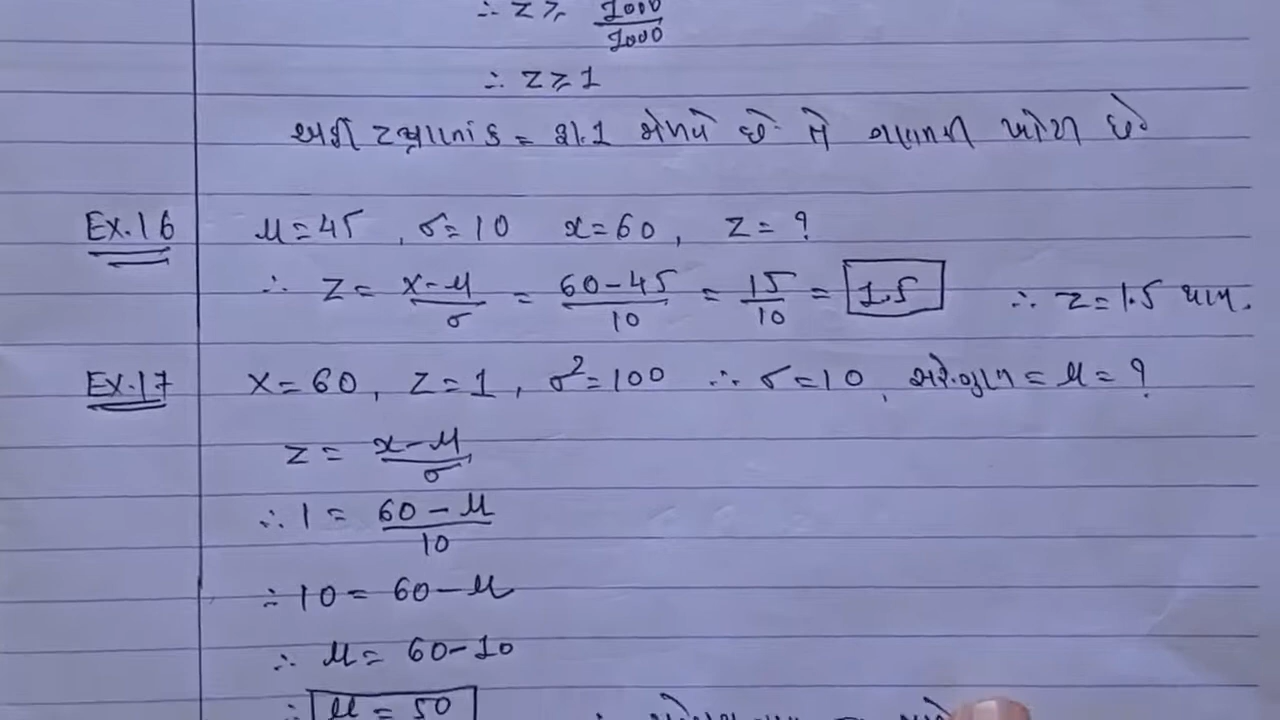 ∴ z ≥ 1000/1000
∴ z ≥ 1
= 1 છે તે છે
Ex.16 μ = 45, σ = 10 x = 60, z = ?
∴ z = x-μ/σ = 60-45/10 = 15/10 = 1.5 ∴ z = 1.5 થાય.
Ex.17 x = 60, z = 1, σ² = 100 ∴ σ = 10, = μ = ?
z = x-μ/σ
∴ 1 = 60-μ/10
∴ 10 = 60-μ
∴ μ = 60-10
∴ μ = 50